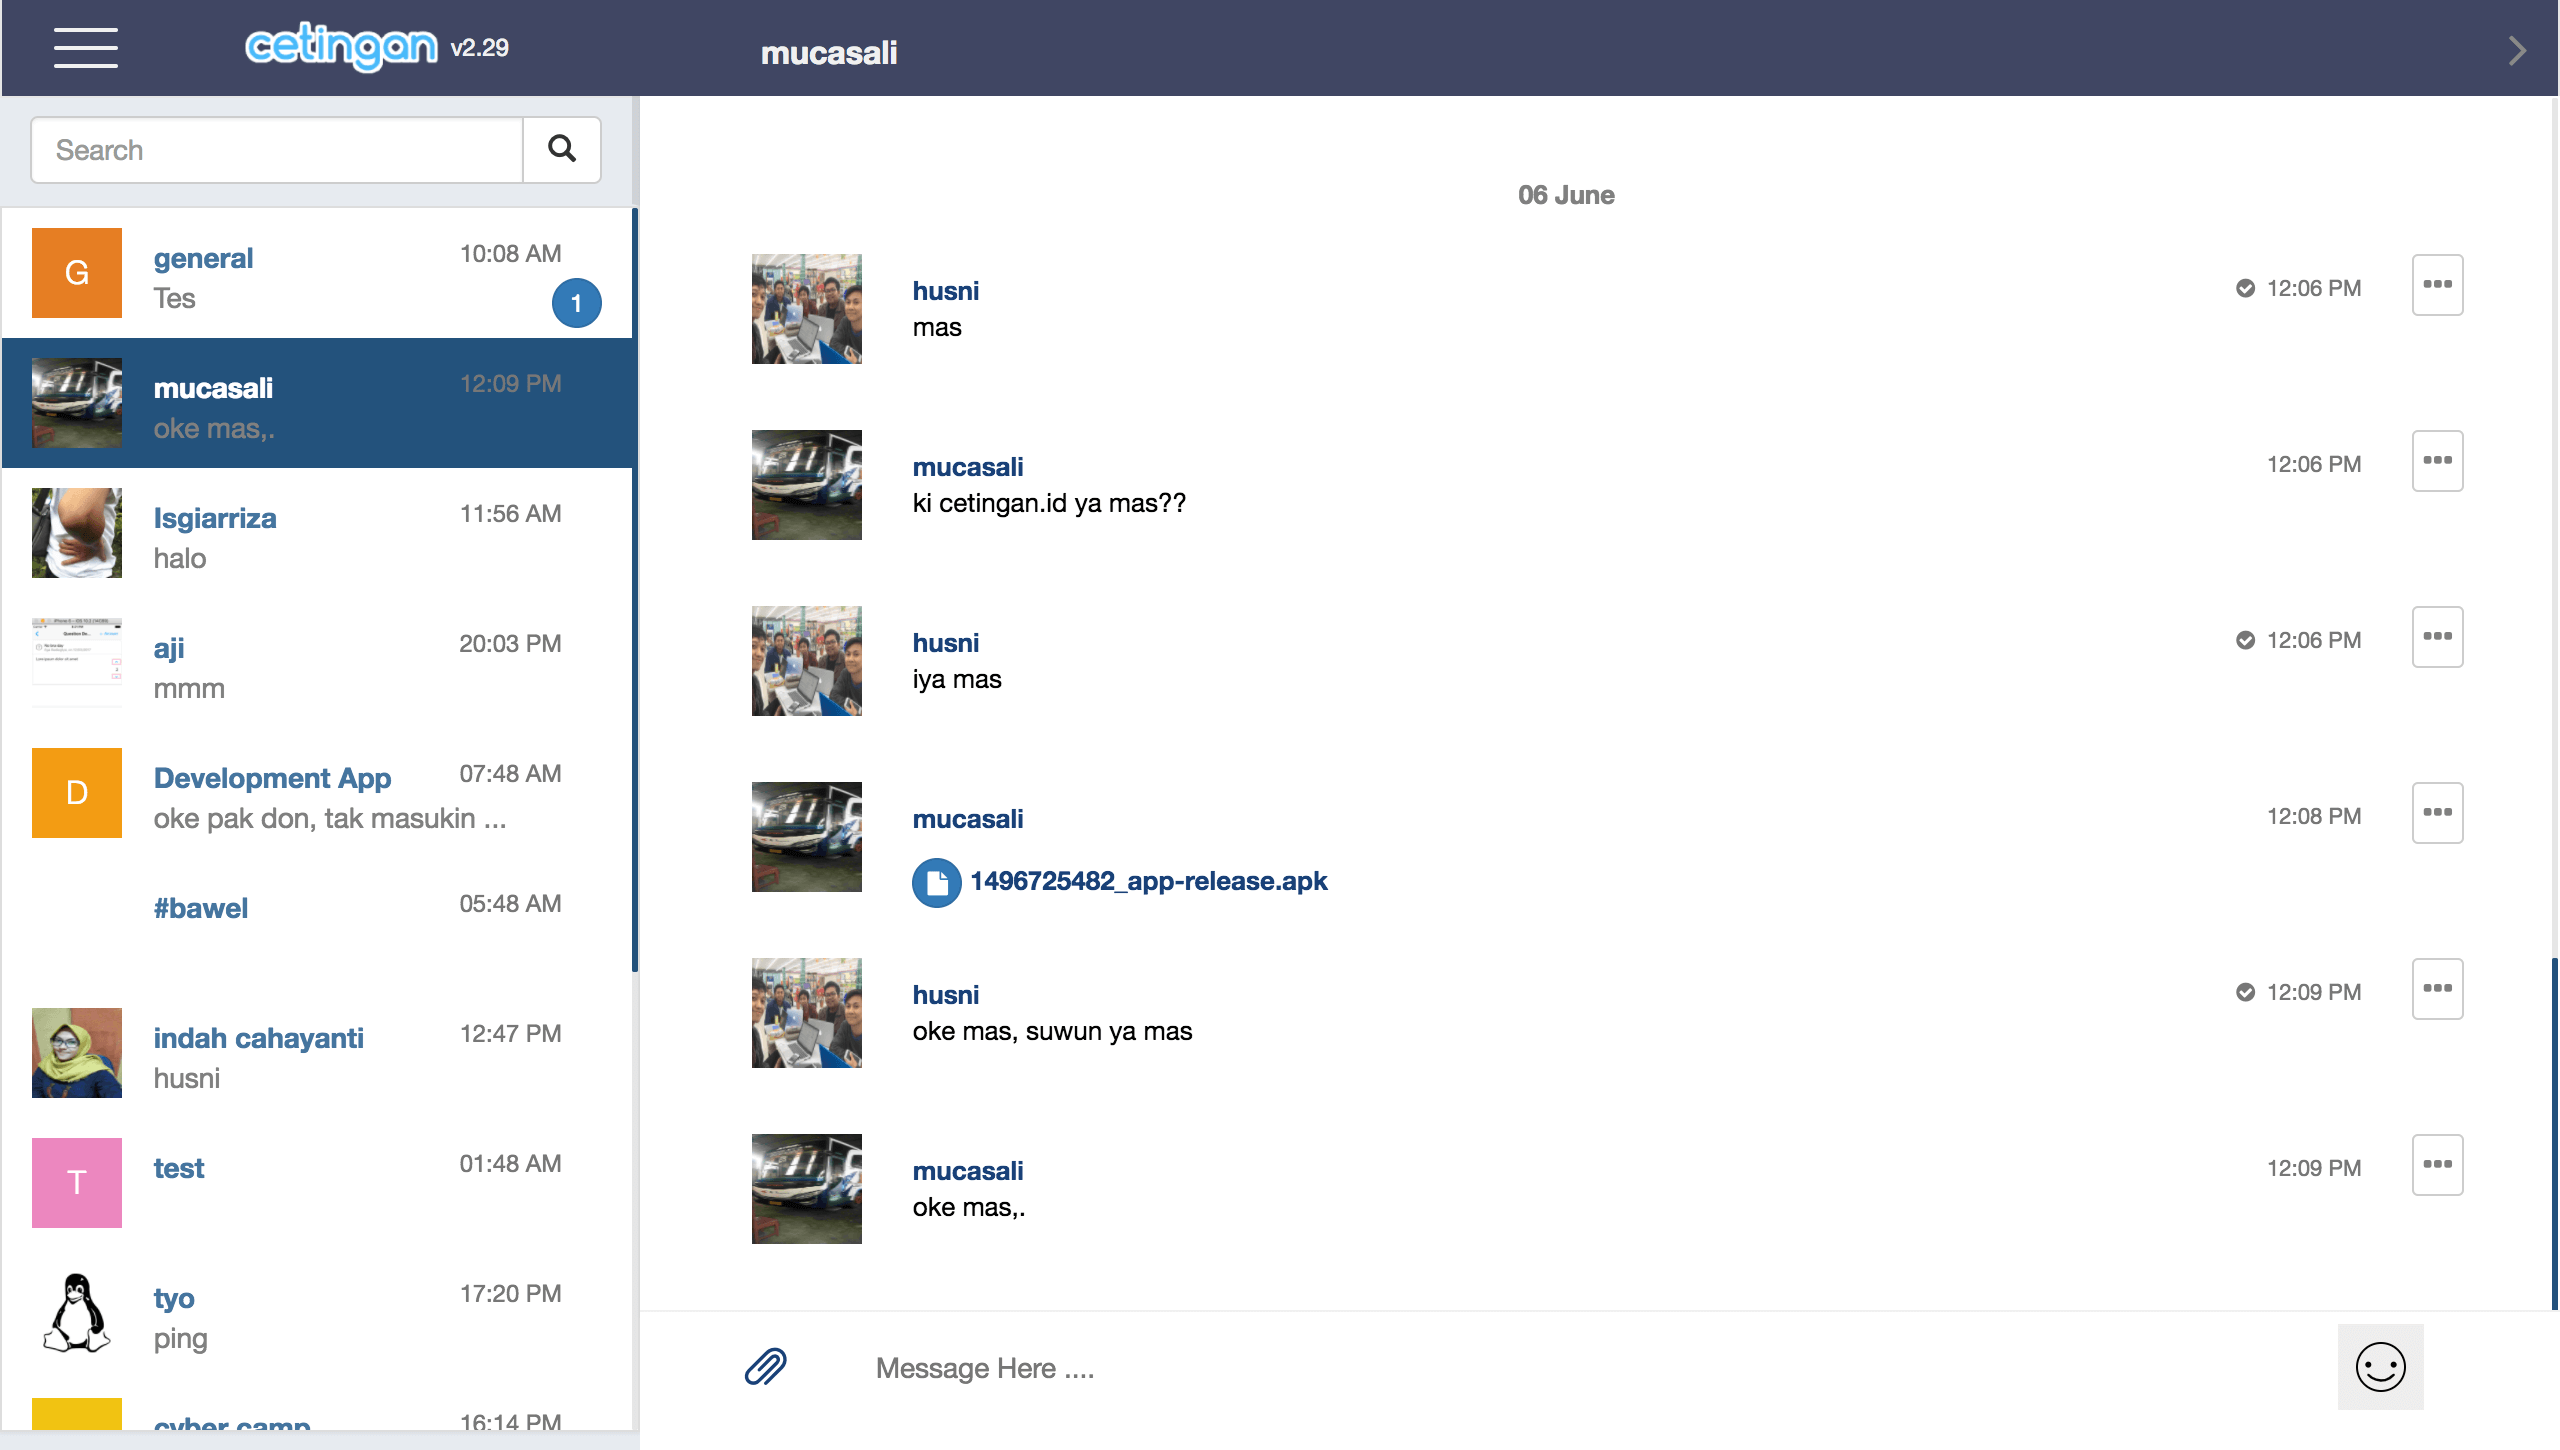 cetingan v2.29
mucasali
Search
G
general
10:08 AM
Tes
1
mucasali
12:09 PM
oke mas,.
Isgiarriza
11:56 AM
halo
aji
20:03 PM
mmm
D
Development App
07:48 AM
oke pak don, tak masukin ...
#bawel
05:48 AM
indah cahayanti
12:47 PM
husni
T
test
01:48 AM
tyo
17:20 PM
ping
cyber camp
16:14 PM
06 June
husni
12:06 PM
mas
mucasali
12:06 PM
ki cetingan.id ya mas??
husni
12:06 PM
iya mas
mucasali
12:08 PM
1496725482_app-release.apk
husni
12:09 PM
oke mas, suwun ya mas
mucasali
12:09 PM
oke mas,.
Message Here ....